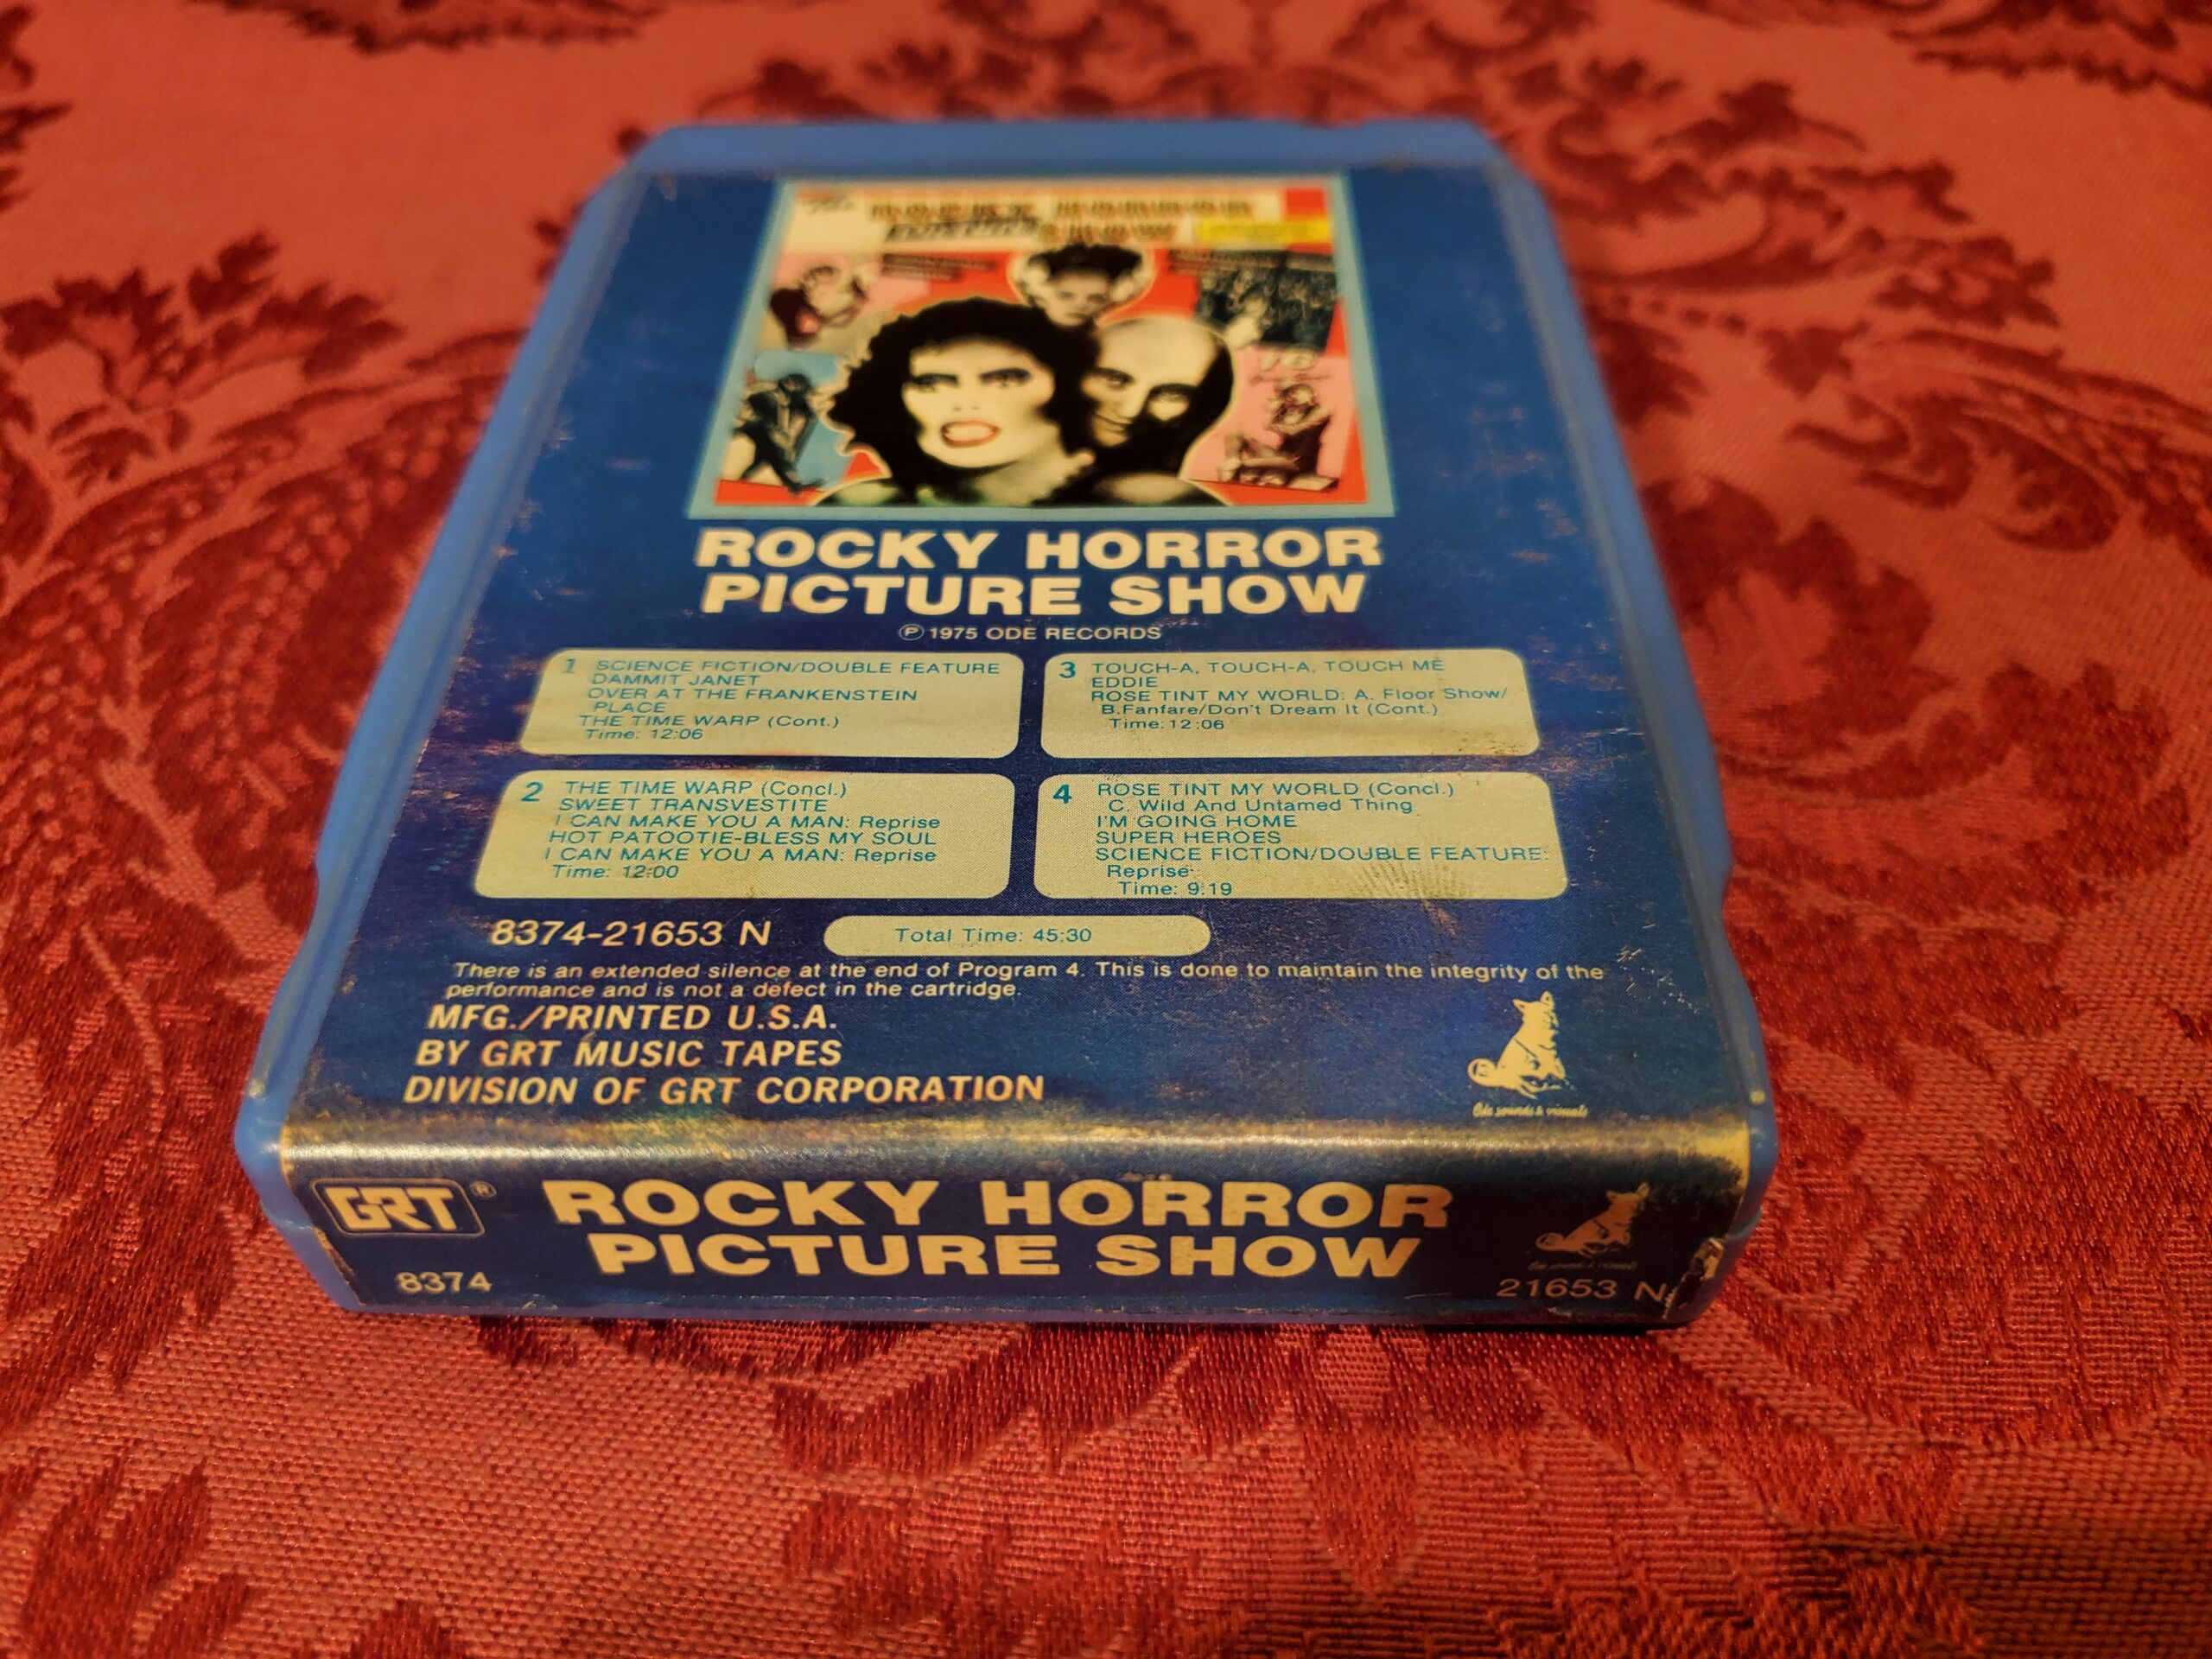 The ROCKY HORROR
SHOW
ROCKY HORROR
PICTURE SHOW
Ⓟ 1975 ODE RECORDS
1 SCIENCE FICTION/DOUBLE FEATURE
DAMMIT JANET
OVER AT THE FRANKENSTEIN
PLACE
THE TIME WARP (Cont.)
Time: 12:06
2 THE TIME WARP (Concl.)
SWEET TRANSVESTITE
I CAN MAKE YOU A MAN: Reprise
HOT PATOOTIE-BLESS MY SOUL
I CAN MAKE YOU A MAN: Reprise
Time: 12:00
3 TOUCH-A, TOUCH-A, TOUCH ME
EDDIE
ROSE TINT MY WORLD: A. Floor Show/
B.Fanfare/Don't Dream It (Cont.)
Time: 12:06
4 ROSE TINT MY WORLD (Concl.)
C. Wild And Untamed Thing
I'M GOING HOME
SUPER HEROES
SCIENCE FICTION/DOUBLE FEATURE:
Reprise
Time: 9:19
8374-21653 N
Total Time: 45:30
There is an extended silence at the end of Program 4. This is done to maintain the integrity of the
performance and is not a defect in the cartridge.
MFG./PRINTED U.S.A.
BY GRT MUSIC TAPES
DIVISION OF GRT CORPORATION
Ode sounds & visuals
GRT®
ROCKY HORROR
PICTURE SHOW
8374
21653 N